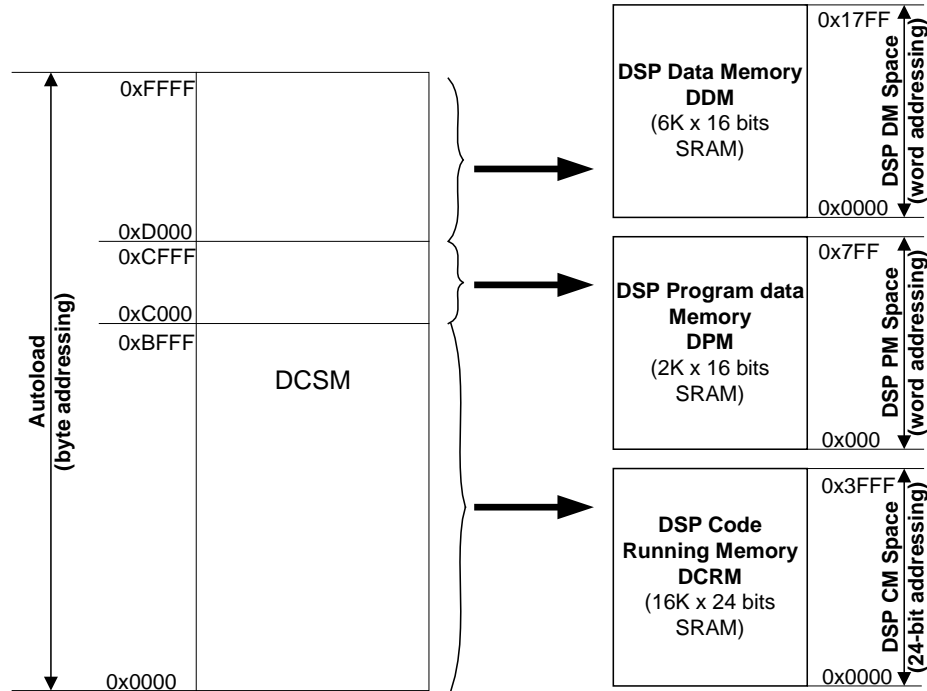 Autoload
(byte addressing)
0xFFFF
0xD000
0xCFFF
0xC000
0xBFFF
DCSM
0x0000
DSP Data Memory
DDM
(6K x 16 bits
SRAM)
0x17FF
0x0000
DSP DM Space
(word addressing)
DSP Program data
Memory
DPM
(2K x 16 bits
SRAM)
0x7FF
0x000
DSP PM Space
(word addressing)
DSP Code
Running Memory
DCRM
(16K x 24 bits
SRAM)
0x3FFF
0x0000
DSP CM Space
(24-bit addressing)